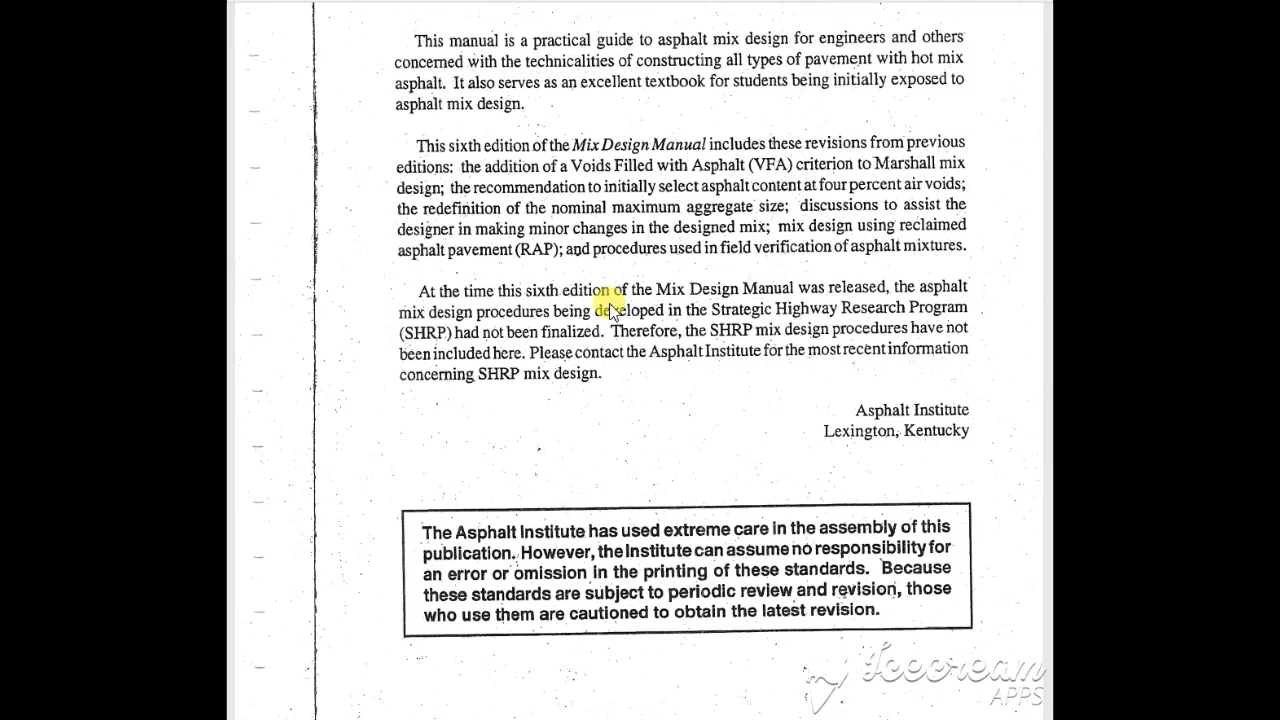 This manual is a practical guide to asphalt mix design for engineers and others
concerned with the technicalities of constructing all types of pavement with hot mix
asphalt. It also serves as an excellent textbook for students being initially exposed to
asphalt mix design.
This sixth edition of the Mix Design Manual includes these revisions from previous
editions: the addition of a Voids Filled with Asphalt (VFA) criterion to Marshall mix
design; the recommendation to initially select asphalt content at four percent air voids;
the redefinition of the nominal maximum aggregate size; discussions to assist the
designer in making minor changes in the designed mix; mix design using reclaimed
asphalt pavement (RAP); and procedures used in field verification of asphalt mixtures.
At the time this sixth edition of the Mix Design Manual was released, the asphalt
mix design procedures being developed in the Strategic Highway Research Program
(SHRP) had not been finalized. Therefore, the SHRP mix design procedures have not
been included here. Please contact the Asphalt Institute for the most recent information
concerning SHRP mix design.
Asphalt Institute
Lexington, Kentucky
The Asphalt Institute has used extreme care in the assembly of this
publication. However, the Institute can assume no responsibility for
an error or omission in the printing of these standards. Because
these standards are subject to periodic review and revision, those
who use them are cautioned to obtain the latest revision.
Icecream
APPS